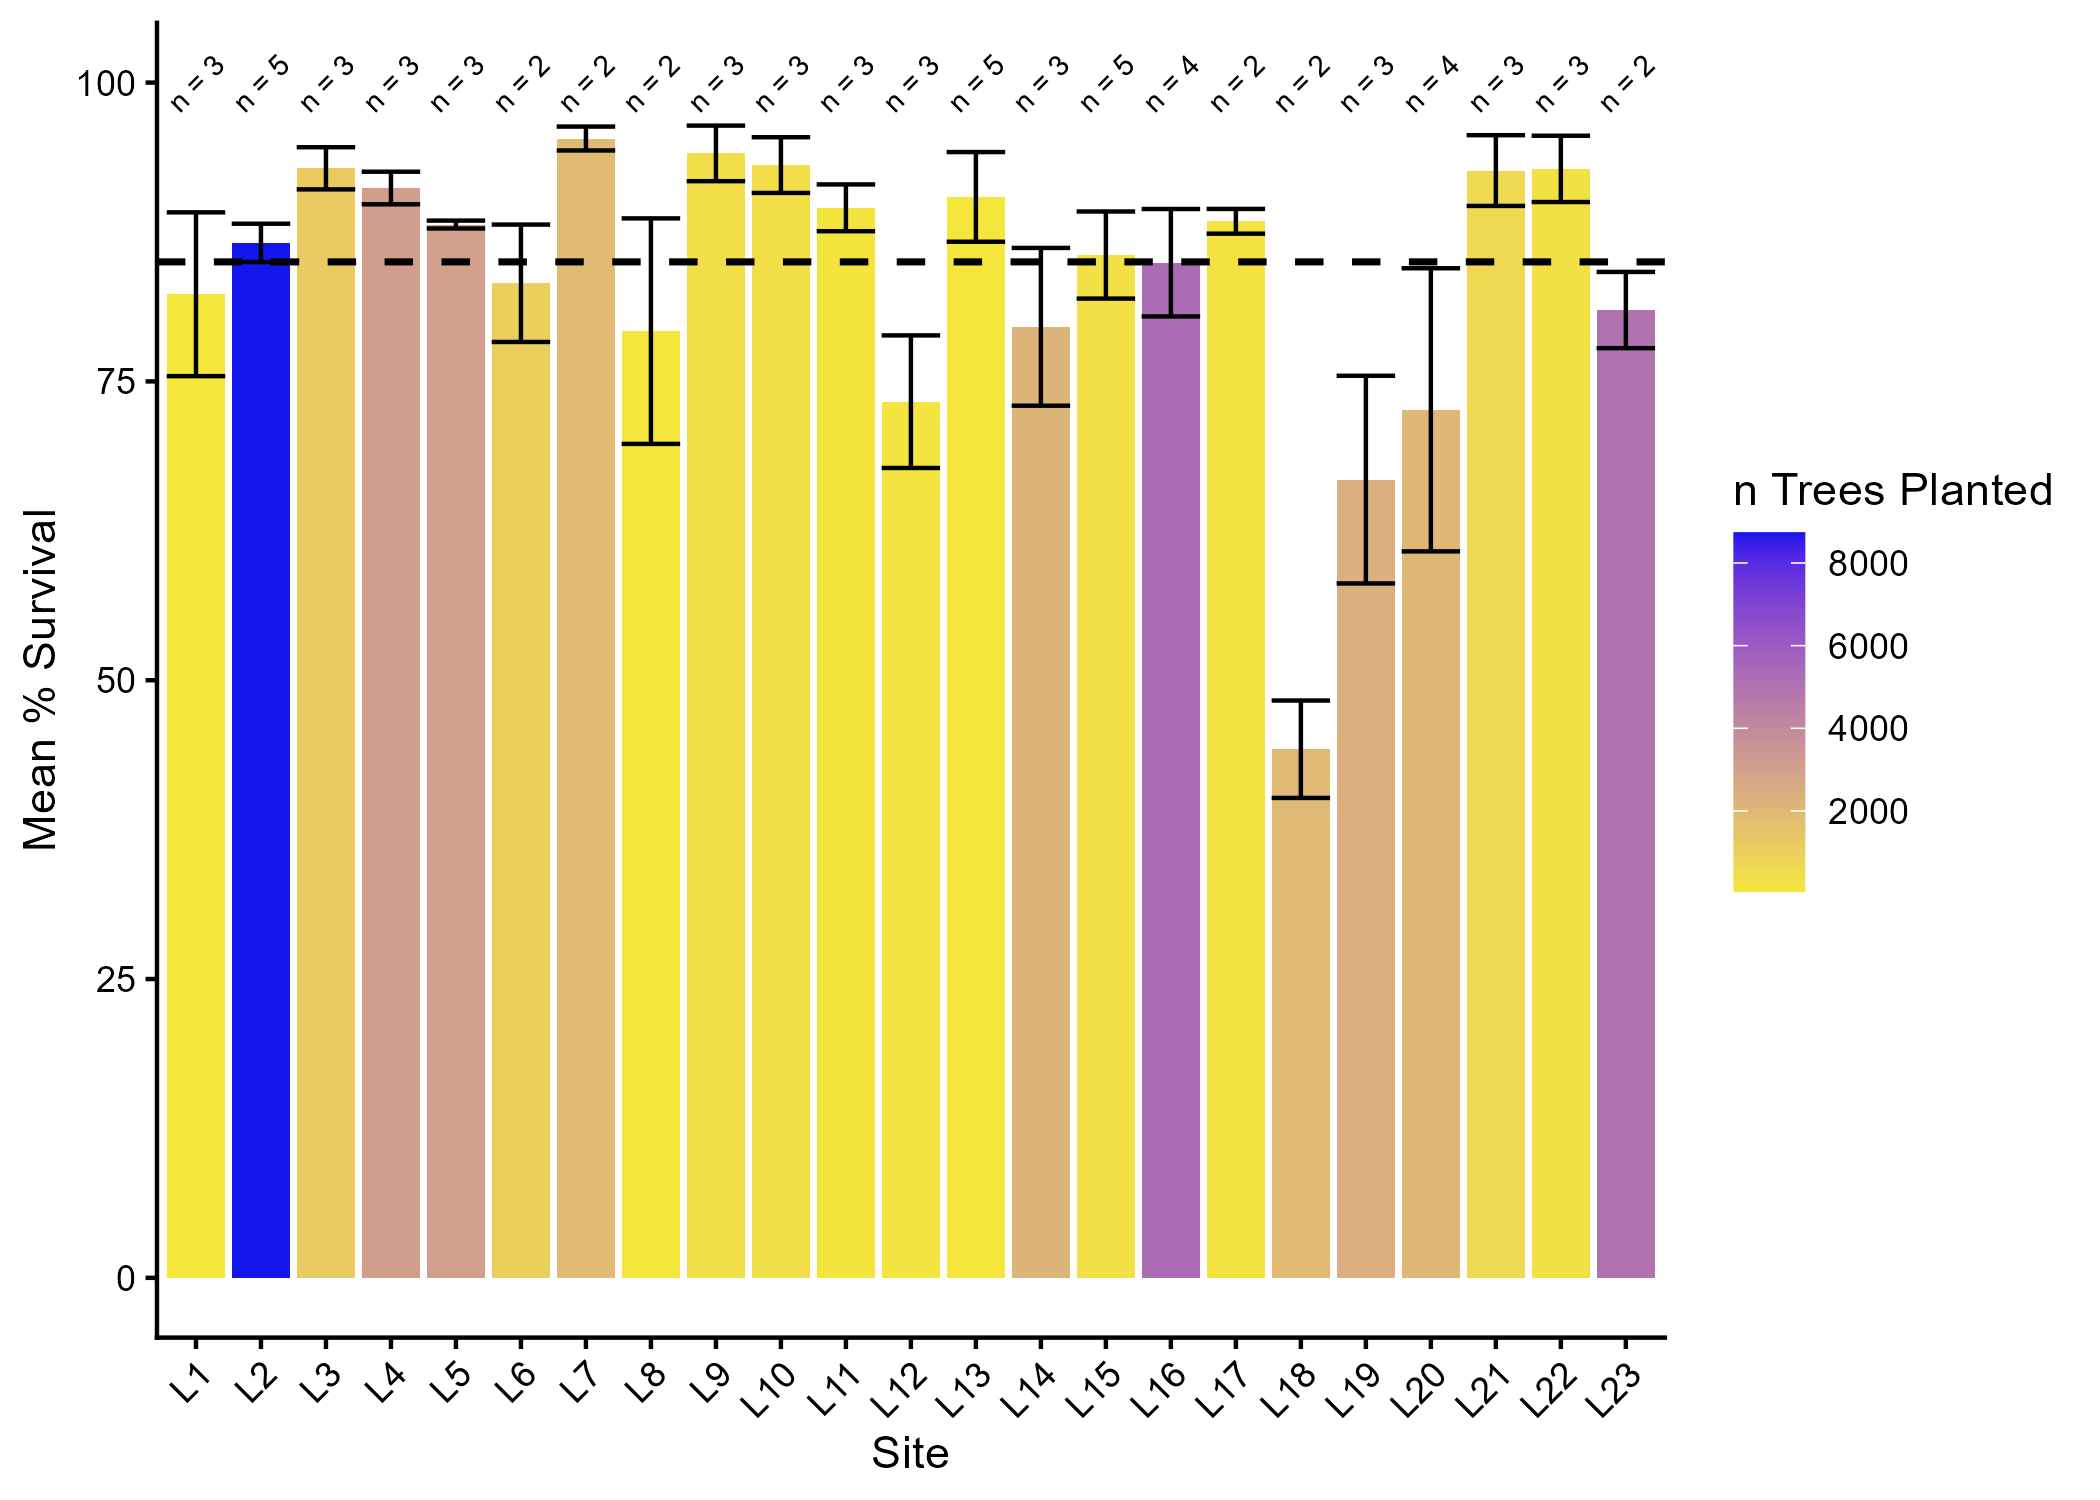 n = 3 n = 5 n = 3 n = 3 n = 3 n = 2 n = 2 n = 2 n = 3 n = 3 n = 3 n = 3 n = 5 n = 3 n = 5 n = 4 n = 2 n = 2 n = 3 n = 4 n = 3 n = 3 n = 2
100
75
50
25
0
Mean % Survival
L1 L2 L3 L4 L5 L6 L7 L8 L9 L10 L11 L12 L13 L14 L15 L16 L17 L18 L19 L20 L21 L22 L23
Site
n Trees Planted
8000
6000
4000
2000